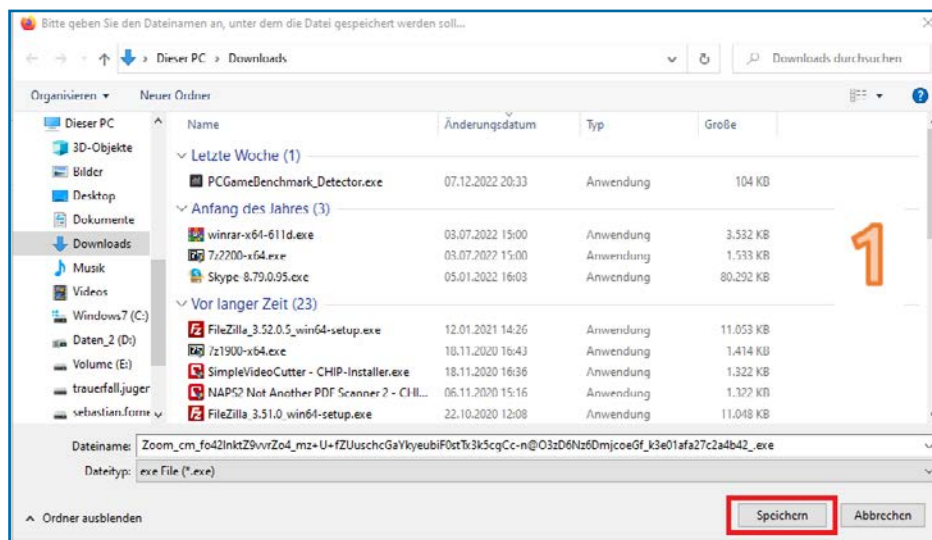 Bitte geben Sie den Dateinamen an, unter dem die Datei gespeichert werden soll...
Dieser PC > Downloads
Downloads durchsuchen
Organisieren Neuer Ordner
Dieser PC
3D-Objekte
Bilder
Desktop
Dokumente
Downloads
Musik
Videos
Windows7 (C:)
Daten_2 (D:)
Volume (E:)
trauerfall.juger
Name Änderungsdatum Typ Größe
Letzte Woche (1)
PCGameBenchmark_Detector.exe 07.12.2022 20:33 Anwendung 104 KB
Anfang des Jahres (3)
winrar-x64-611d.exe 03.07.2022 15:00 Anwendung 3.532 KB
7z2200-x64.exe 03.07.2022 15:00 Anwendung 1.533 KB
Skype-8.79.0.95.exe 05.01.2022 16:03 Anwendung 80.292 KB
Vor langer Zeit (23)
FileZilla_3.52.0.5_win64-setup.exe 12.01.2021 14:26 Anwendung 11.053 KB
7z1900-x64.exe 18.11.2020 16:43 Anwendung 1.414 KB
SimpleVideoCutter - CHIP-Installer.exe 18.11.2020 16:36 Anwendung 1.322 KB
NAPS2 Not Another PDF Scanner 2 - CHI... 06.11.2020 15:16 Anwendung 1.322 KB
FileZilla_3.51.0_win64-setup.exe 22.10.2020 12:08 Anwendung 11.048 KB
1
Dateiname:
Dateityp: exe File (*.exe)
Ordner ausblenden
Speichern
Abbrechen